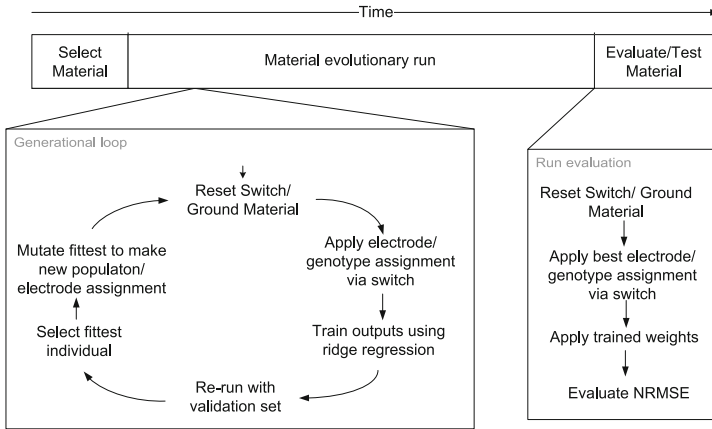 Time
Select
Material
Material evolutionary run
Evaluate/Test
Material
Generational loop
Reset Switch/
Ground Material
Apply electrode/
genotype assignment
via switch
Train outputs using
ridge regression
Re-run with
validation set
Select fittest
individual
Mutate fittest to make
new populaton/
electrode assignment
Run evaluation
Reset Switch/ Ground
Material
Apply best electrode/
genotype assignment
via switch
Apply trained weights
Evaluate NRMSE